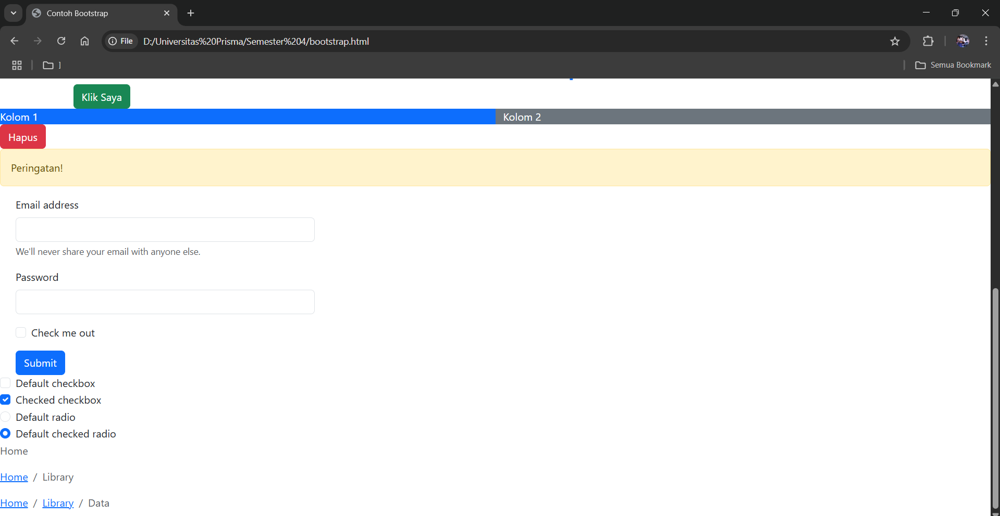 Contoh Bootstrap
File D:/Universitas%20Prisma/Semester%204/bootstrap.html
] Semua Bookmark
Klik Saya
Kolom 1 Kolom 2
Hapus
Peringatan!
Email address
We'll never share your email with anyone else.
Password
Check me out
Submit
Default checkbox
Checked checkbox
Default radio
Default checked radio
Home
Home / Library
Home / Library / Data